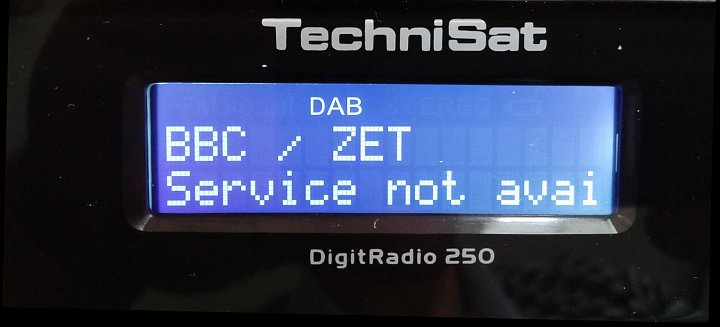 TechniSat
DAB
BBC / ZET
Service not avai
DigitRadio 250